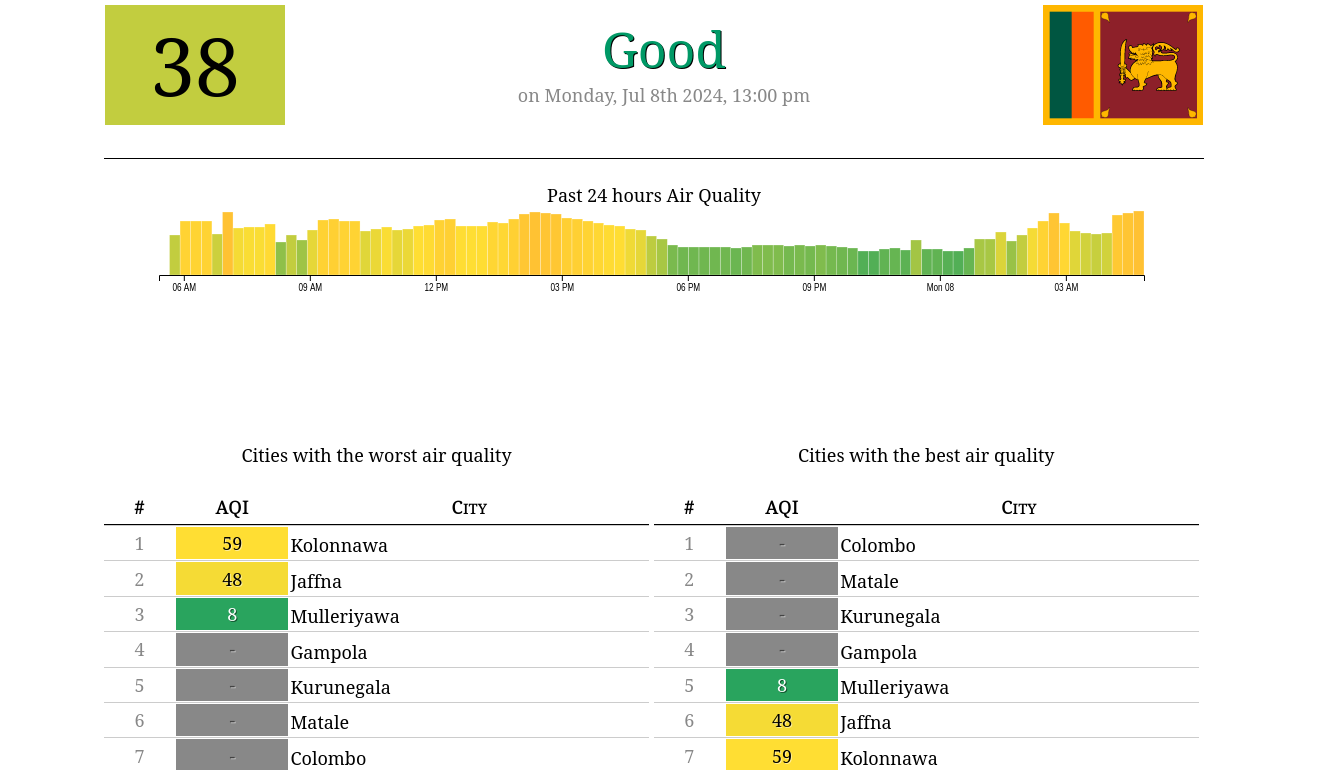 38
Good
on Monday, Jul 8th 2024, 13:00 pm
Past 24 hours Air Quality
06 AM 09 AM 12 PM 03 PM 06 PM 09 PM Mon 08 03 AM
Cities with the worst air quality
# AQI City
1 59 Kolonnawa
2 48 Jaffna
3 8 Mulleriyawa
4 - Gampola
5 - Kurunegala
6 - Matale
7 - Colombo
Cities with the best air quality
# AQI City
1 - Colombo
2 - Matale
3 - Kurunegala
4 - Gampola
5 8 Mulleriyawa
6 48 Jaffna
7 59 Kolonnawa